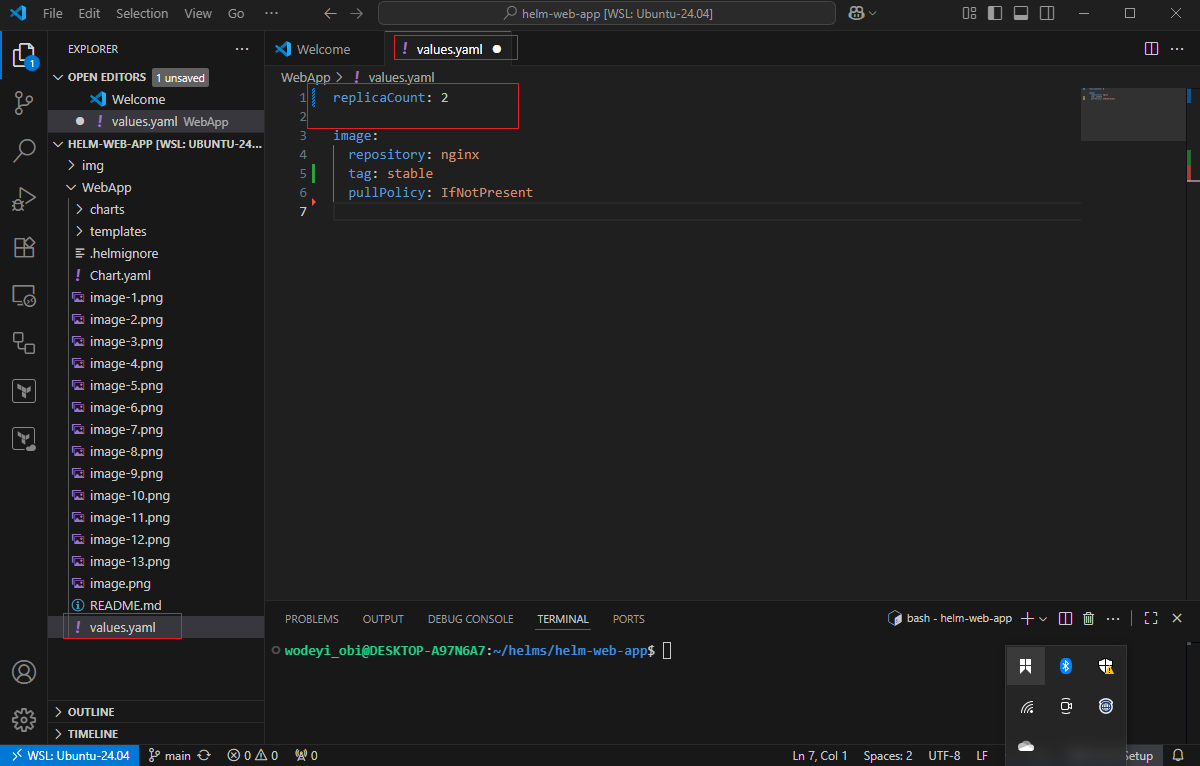 File Edit Selection View Go ··· helm-web-app [WSL: Ubuntu-24.04]
EXPLORER ···
OPEN EDITORS 1 unsaved
Welcome
! values.yaml WebApp
HELM-WEB-APP [WSL: UBUNTU-24...
img
WebApp
charts
templates
.helmignore
! Chart.yaml
image-1.png
image-2.png
image-3.png
image-4.png
image-5.png
image-6.png
image-7.png
image-8.png
image-9.png
image-10.png
image-11.png
image-12.png
image-13.png
image.png
README.md
! values.yaml
OUTLINE
TIMELINE
1
Welcome ! values.yaml
WebApp > ! values.yaml
1 replicaCount: 2
2
3 image:
4 repository: nginx
5 tag: stable
6 pullPolicy: IfNotPresent
7
PROBLEMS OUTPUT DEBUG CONSOLE TERMINAL PORTS bash - helm-web-app
wodeyi_obi@DESKTOP-A97N6A7:~/helms/helm-web-app$
WSL: Ubuntu-24.04 main 0 0 0 Ln 7, Col 1 Spaces: 2 UTF-8 LF Setup